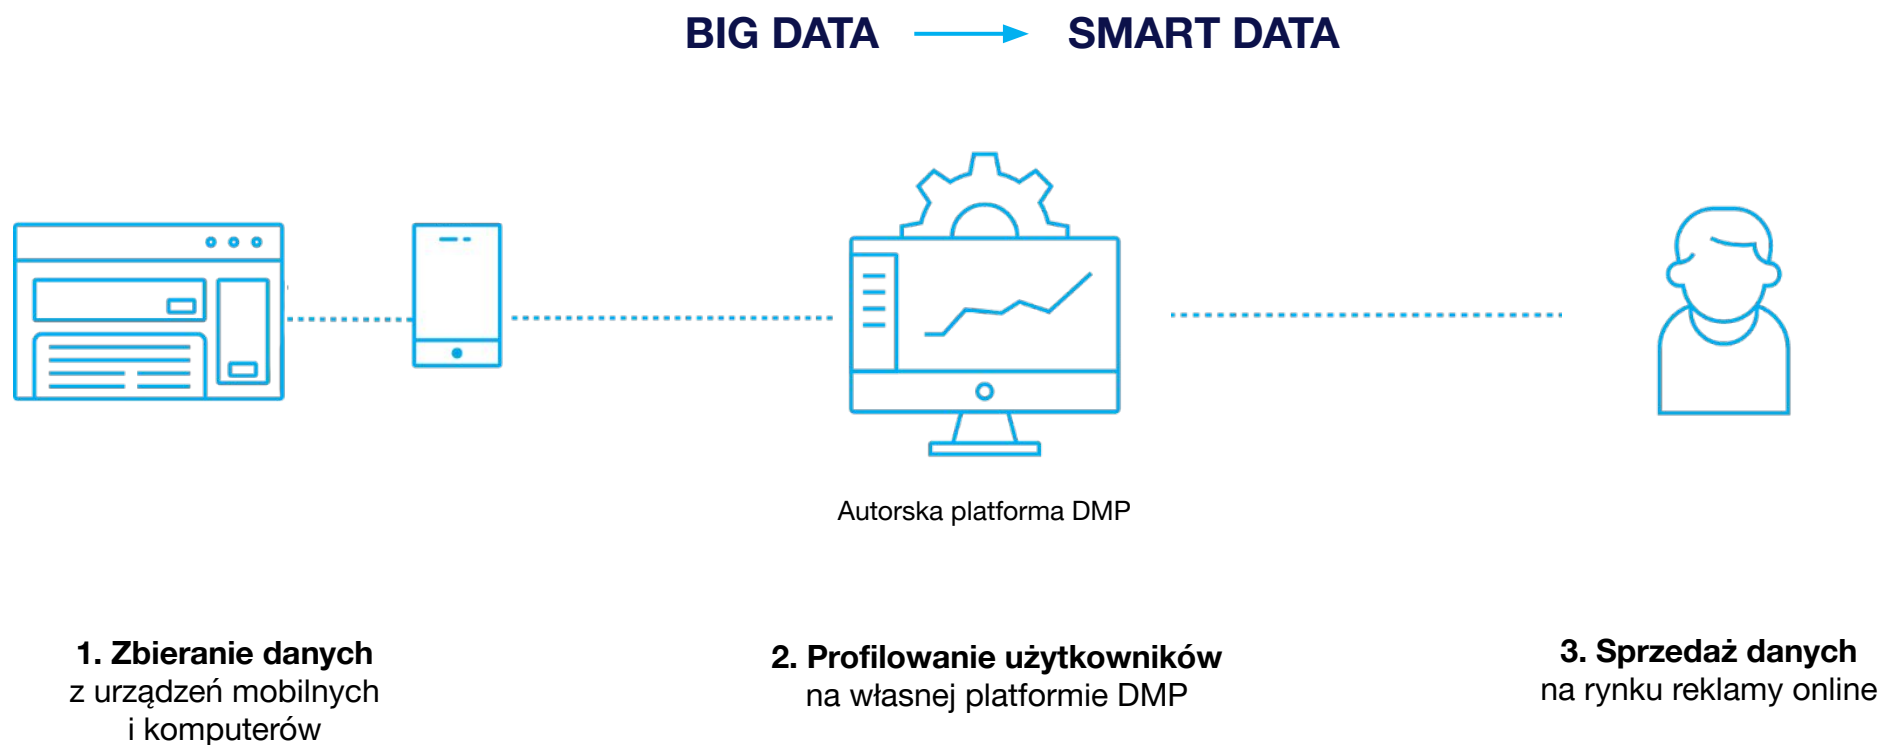 BIG DATA SMART DATA
Autorska platforma DMP
1. Zbieranie danych
z urządzeń mobilnych
i komputerów
2. Profilowanie użytkowników
na własnej platformie DMP
3. Sprzedaż danych
na rynku reklamy online